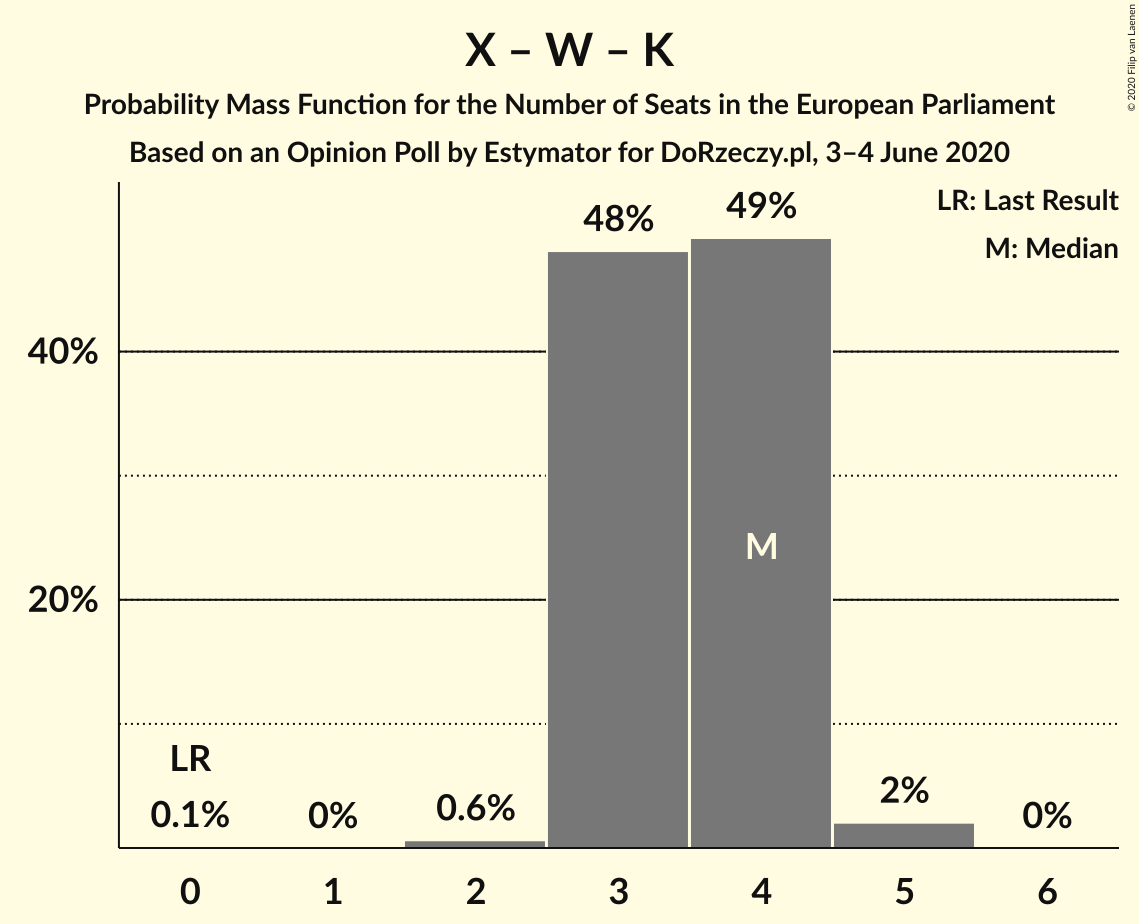 X – W – K
Probability Mass Function for the Number of Seats in the European Parliament
Based on an Opinion Poll by Estymator for DoRzeczy.pl, 3–4 June 2020
© 2020 Filip van Laenen
LR: Last Result
M: Median
48%
49%
40%
M
20%
LR
0.1%
0%
0.6%
2%
0%
0
1
2
3
4
5
6